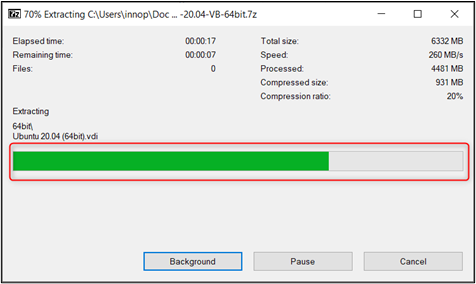 7z 70% Extracting C:\Users\innop\Doc ... -20.04-VB-64bit.7z
Elapsed time: 00:00:17 Total size: 6332 MB
Remaining time: 00:00:07 Speed: 260 MB/s
Files: 0 Processed: 4481 MB
Compressed size: 931 MB
Compression ratio: 20%
Extracting
64bit\
Ubuntu 20.04 (64bit).vdi
Background Pause Cancel